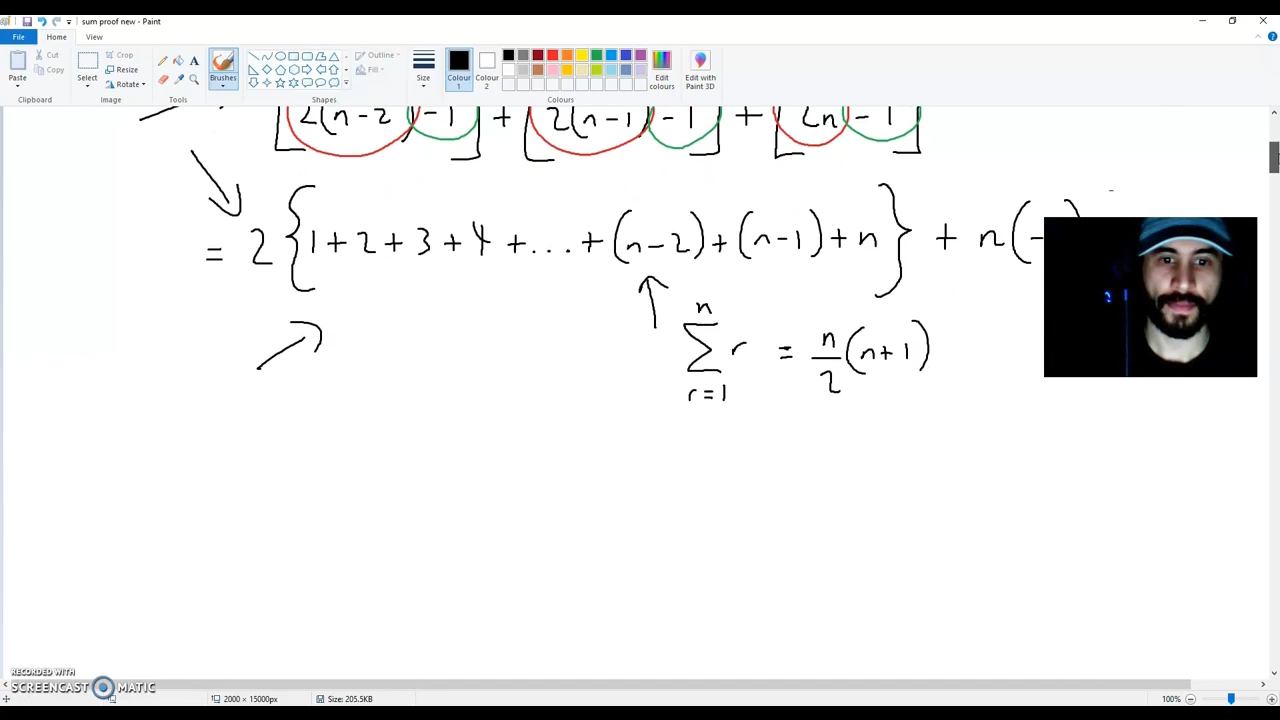 sum proof new - Paint
File Home View
Paste Cut Copy Clipboard
Select Crop Resize Rotate Image
Tools
Brushes
Outline Fill Shapes
Size
Colour 1 Colour 2 Edit colours Colours
Edit with Paint 3D
[2(n-2)-1] + [2(n-1)-1] + [2n-1]
= 2{1+2+3+4+...+(n-2)+(n-1)+n} + n(-
n
∑ r = n/2 (n+1)
r=1
RECORDED WITH
SCREENCAST MATIC
2000 × 15000px Size: 205.5KB 100%